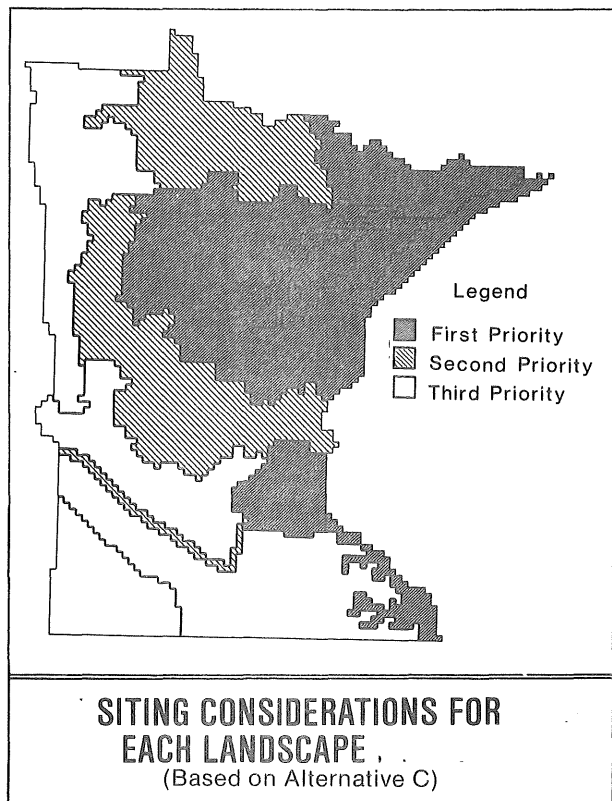 Legend
First Priority
Second Priority
Third Priority
SITING CONSIDERATIONS FOR
EACH LANDSCAPE
(Based on Alternative C)